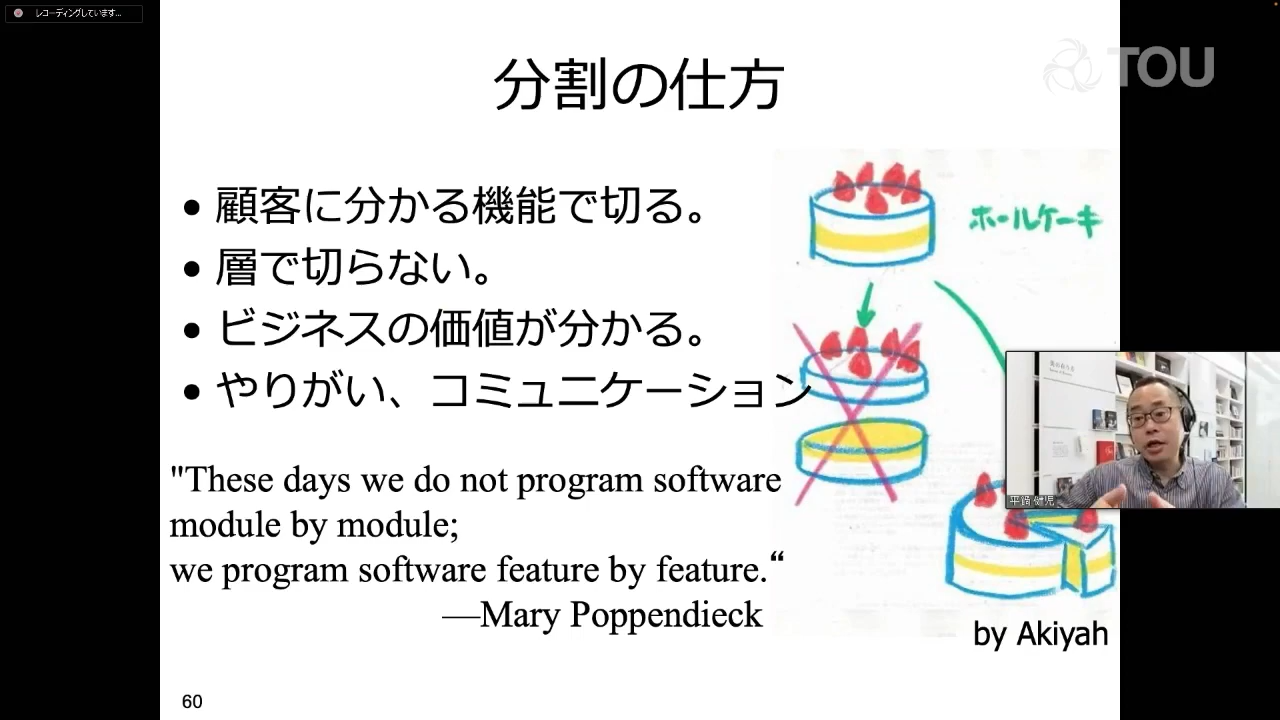 レコーディングしています...
TOU
分割の仕方
• 顧客に分かる機能で切る。
• 層で切らない。
• ビジネスの価値が分かる。
• やりがい、コミュニケーション
ホールケーキ
"These days we do not program software
module by module;
we program software feature by feature.“
—Mary Poppendieck
平鍋 健児
by Akiyah
60